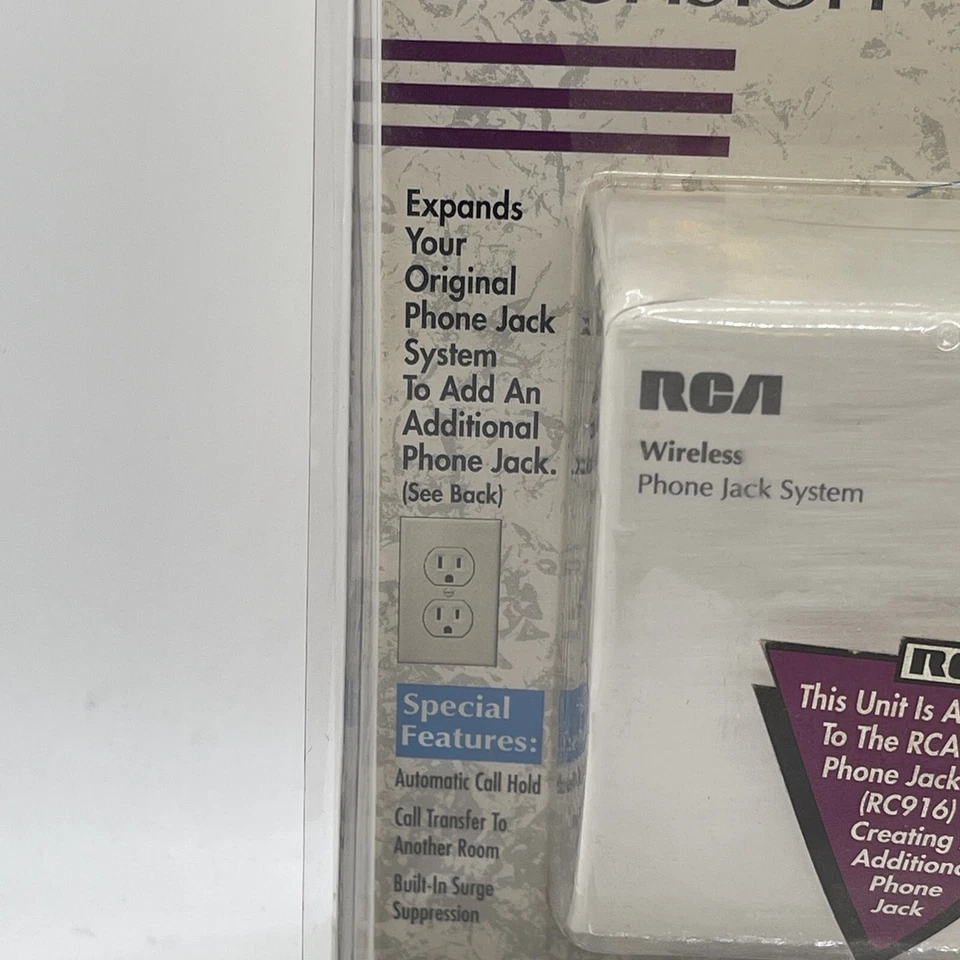 Expands
Your
Original
Phone Jack
System
To Add An
Additional
Phone Jack.
(See Back)
Special
Features:
Automatic Call Hold
Call Transfer To
Another Room
Built-In Surge
Suppression
RCA
Wireless
Phone Jack System
This Unit Is
To The RCA
Phone Jack
(RC916)
Creating
Phone
Jack